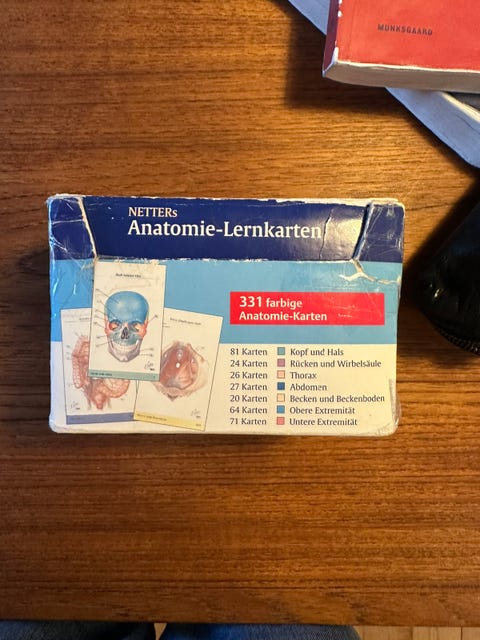 MUNKSGAARD
NETTERs
Anatomie-Lernkarten
331 farbige
Anatomie-Karten
81 Karten Kopf und Hals
24 Karten Rücken und Wirbelsäule
26 Karten Thorax
27 Karten Abdomen
20 Karten Becken und Beckenboden
64 Karten Obere Extremität
71 Karten Untere Extremität